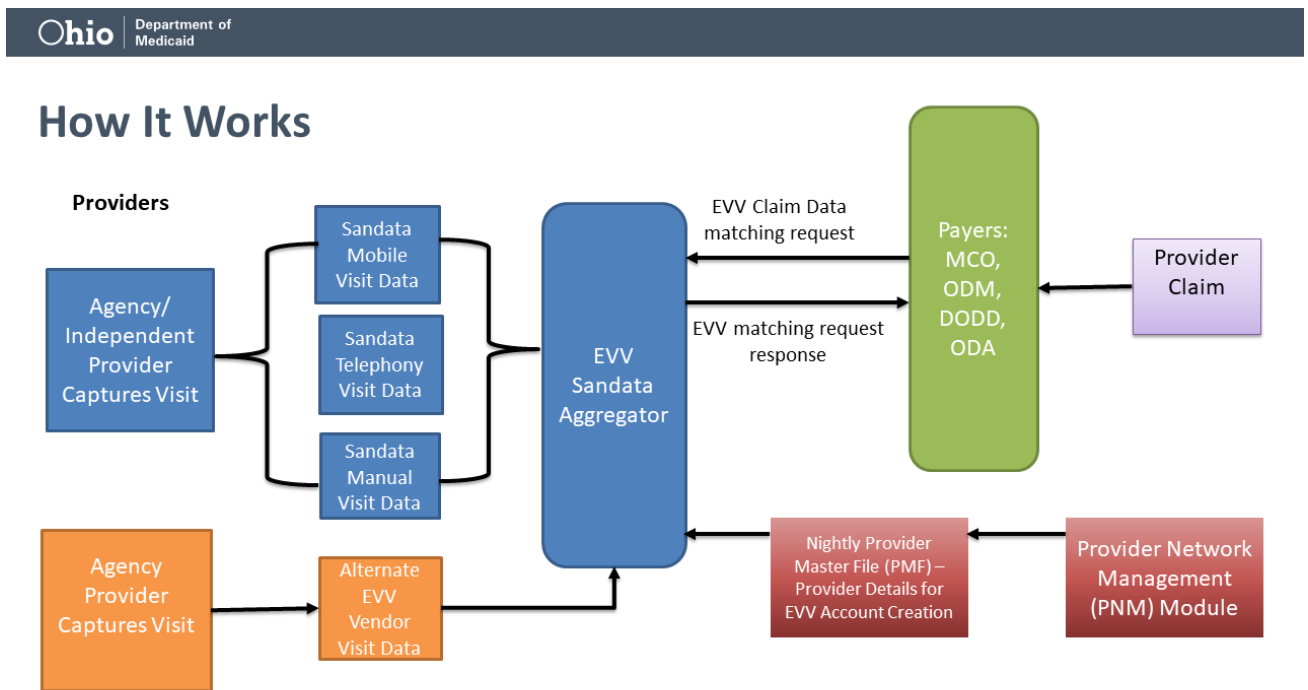 Ohio
Department of
Medicaid
How It Works
Providers
Agency/
Independent
Provider
Captures Visit
Sandata
Mobile
Visit Data
Sandata
Telephony
Visit Data
Sandata
Manual
Visit Data
Agency
Provider
Captures Visit
Alternate
EVV
Vendor
Visit Data
EVV
Sandata
Aggregator
EVV Claim Data
matching request
EVV matching request
response
Payers:
MCO,
ODM,
DODD,
ODA
Provider
Claim
Nightly Provider
Master File (PMF) –
Provider Details for
EVV Account Creation
Provider Network
Management
(PNM) Module